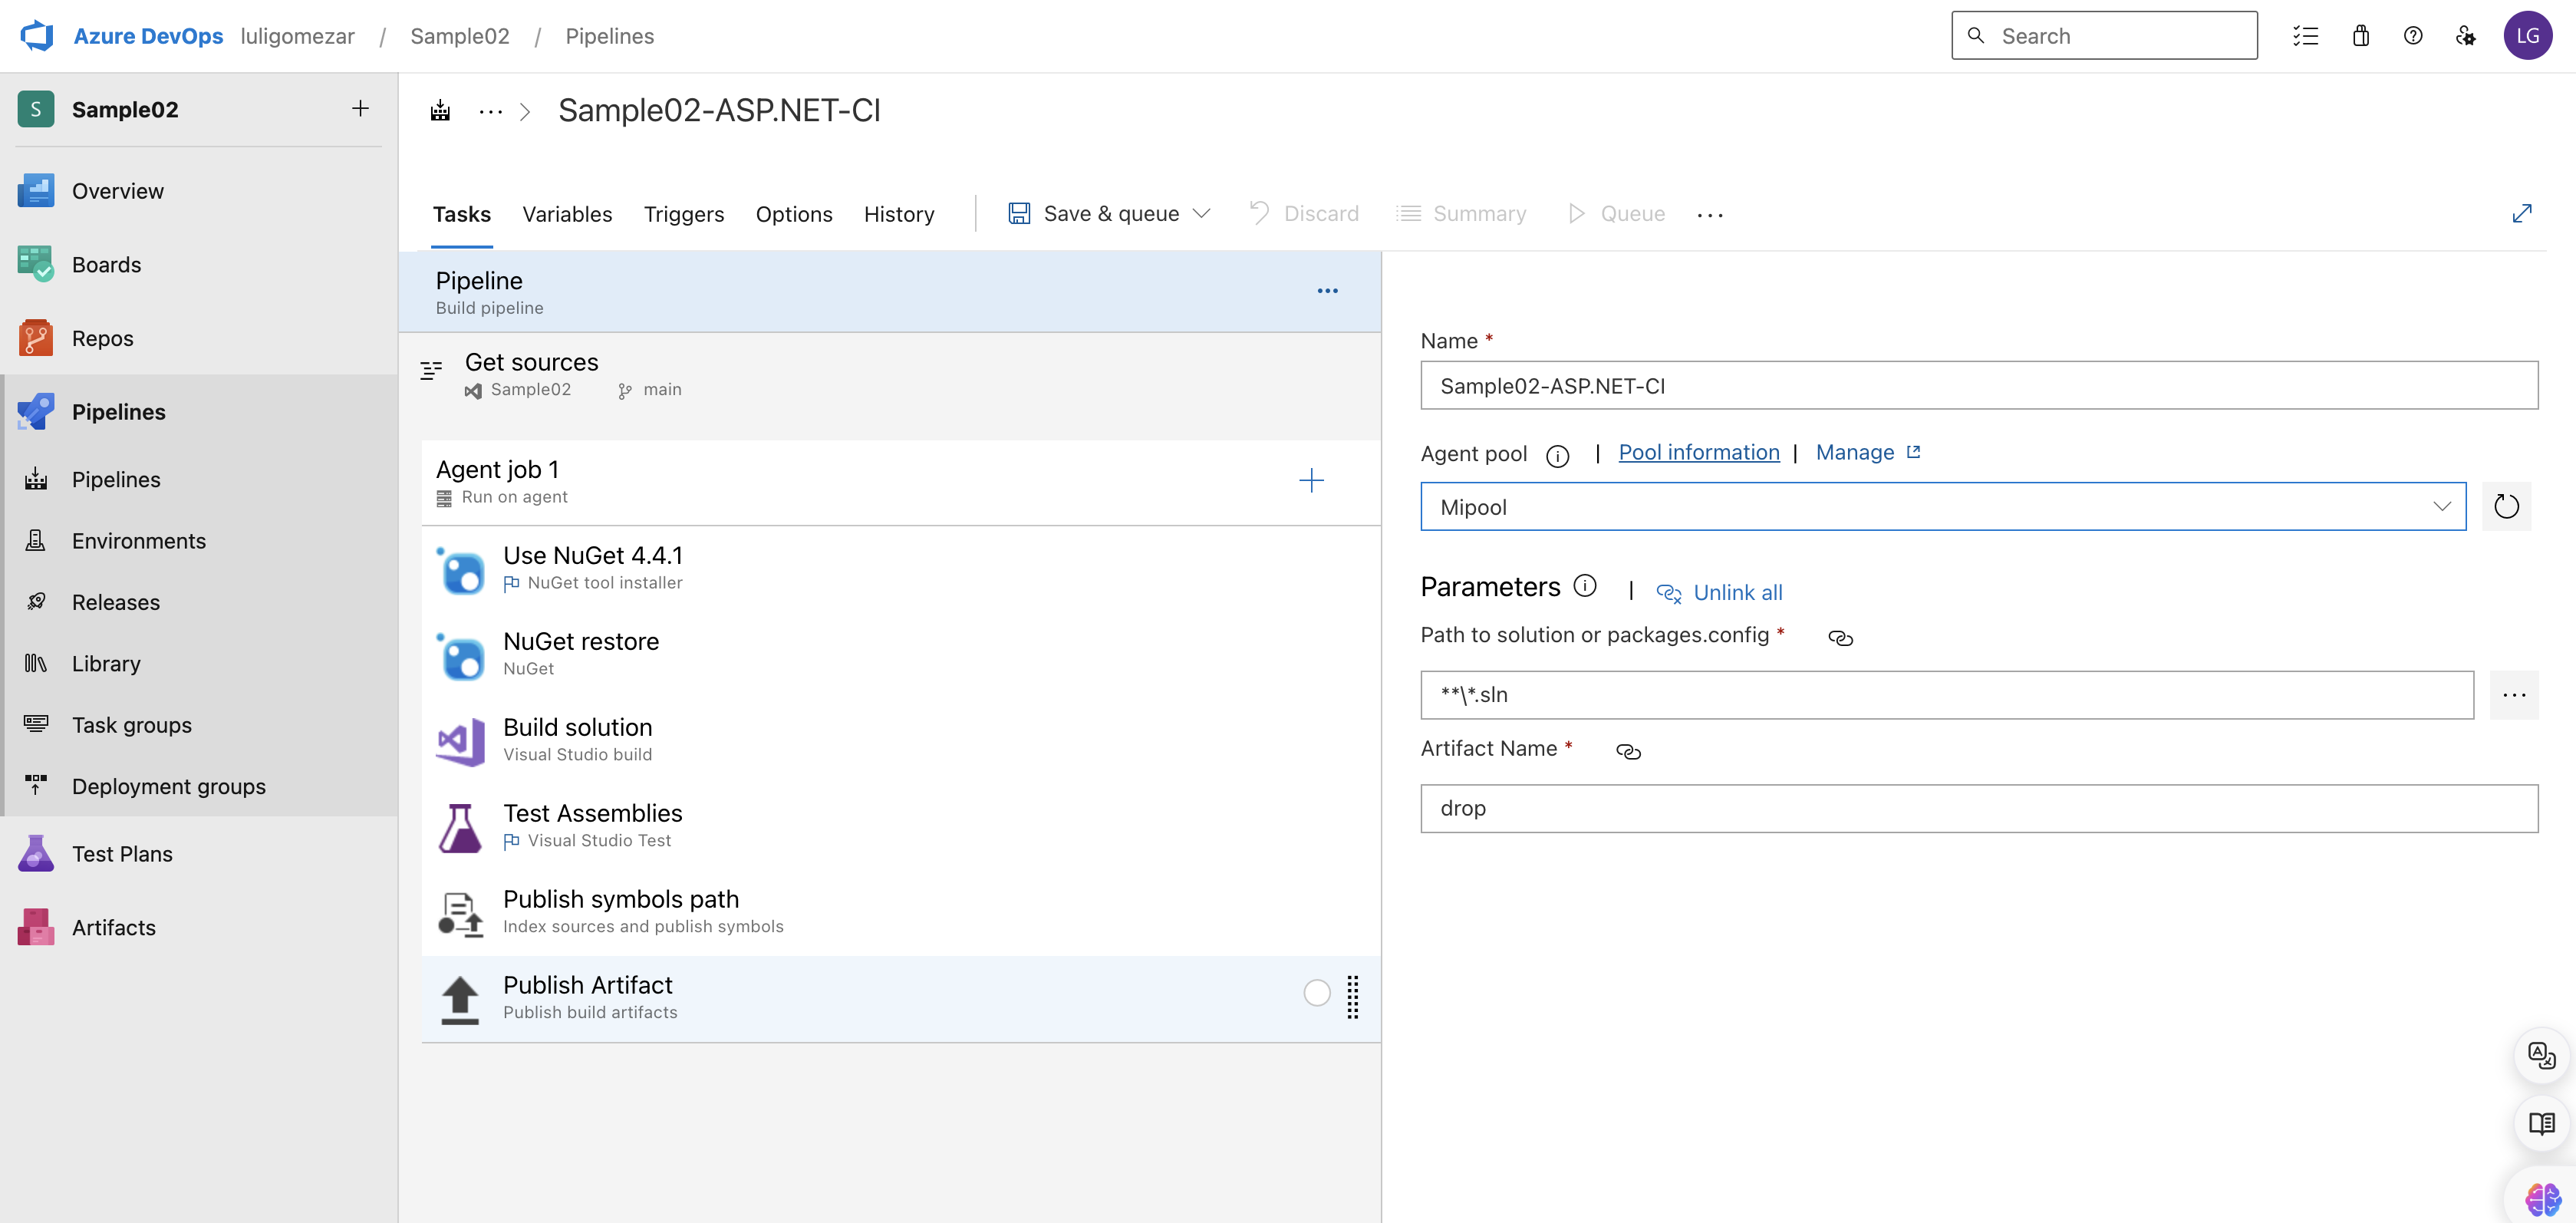 Azure DevOps luligomezar / Sample02 / Pipelines
Search
LG
S Sample02
Overview
Boards
Repos
Pipelines
Pipelines
Environments
Releases
Library
Task groups
Deployment groups
Test Plans
Artifacts
... > Sample02-ASP.NET-CI
Tasks Variables Triggers Options History Save & queue Discard Summary Queue ...
Pipeline
Build pipeline
Get sources
Sample02 main
Agent job 1
Run on agent
Use NuGet 4.4.1
NuGet tool installer
NuGet restore
NuGet
Build solution
Visual Studio build
Test Assemblies
Visual Studio Test
Publish symbols path
Index sources and publish symbols
Publish Artifact
Publish build artifacts
Name *
Sample02-ASP.NET-CI
Agent pool | Pool information | Manage
Mipool
Parameters | Unlink all
Path to solution or packages.config *
**\*.sln
Artifact Name *
drop